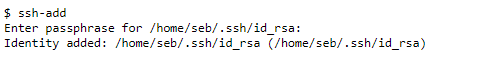 $ ssh-add
Enter passphrase for /home/seb/.ssh/id_rsa:
Identity added: /home/seb/.ssh/id_rsa (/home/seb/.ssh/id_rsa)